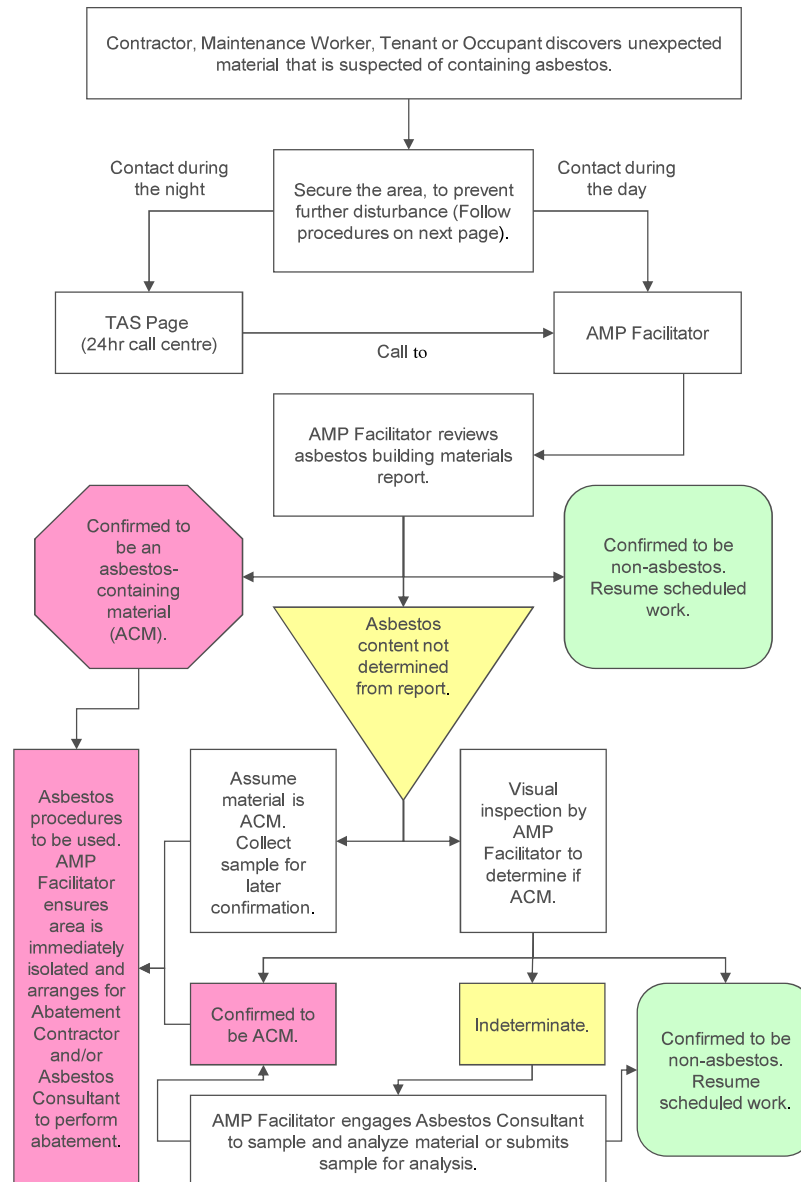 Contractor, Maintenance Worker, Tenant or Occupant discovers unexpected
material that is suspected of containing asbestos.
Contact during
the night
Secure the area, to prevent
further disturbance (Follow
procedures on next page).
Contact during
the day
TAS Page
(24hr call centre)
Call to
AMP Facilitator
AMP Facilitator reviews
asbestos building materials
report.
Confirmed to
be an
asbestos-
containing
material
(ACM).
Confirmed to be
non-asbestos.
Resume scheduled
work.
Asbestos
content not
determined
from report.
Asbestos
procedures
to be used.
AMP
Facilitator
ensures
area is
immediately
isolated and
arranges for
Abatement
Contractor
and/or
Asbestos
Consultant
to perform
abatement.
Assume
material is
ACM.
Collect
sample for
later
confirmation.
Visual
inspection by
AMP
Facilitator to
determine if
ACM.
Confirmed to
be ACM.
Indeterminate.
Confirmed to be
non-asbestos.
Resume
scheduled work.
AMP Facilitator engages Asbestos Consultant
to sample and analyze material or submits
sample for analysis.